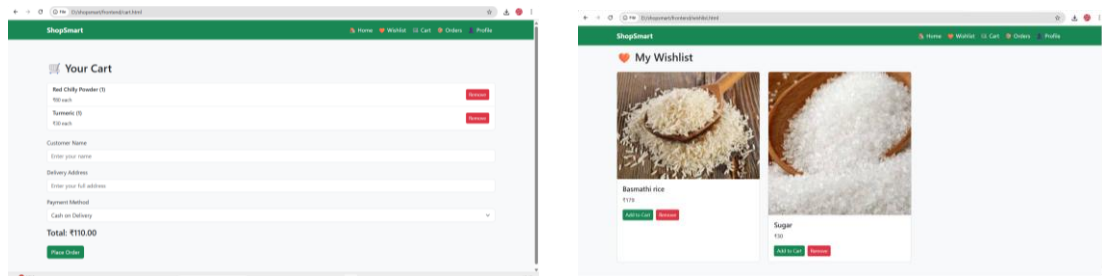 File D:/shopsmart/frontend/cart.html
ShopSmart
Home Wishlist Cart Orders Profile
Your Cart
Red Chilly Powder (1)
₹80 each
Remove
Turmeric (1)
₹30 each
Remove
Customer Name
Enter your name
Delivery Address
Enter your full address
Payment Method
Cash on Delivery
Total: ₹110.00
Place Order
File D:/shopsmart/frontend/wishlist.html
ShopSmart
Home Wishlist Cart Orders Profile
My Wishlist
Basmathi rice
₹170
Add to Cart Remove
Sugar
₹50
Add to Cart Remove